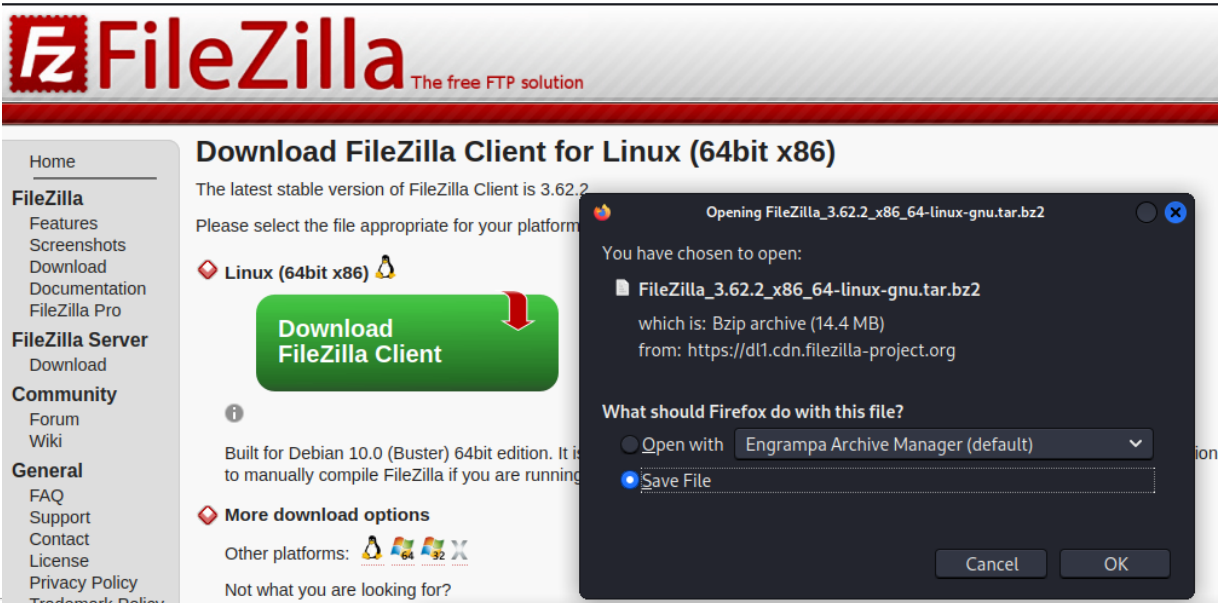 Fz FileZilla The free FTP solution
Home
FileZilla
Features
Screenshots
Download
Documentation
FileZilla Pro
FileZilla Server
Download
Community
Forum
Wiki
General
FAQ
Support
Contact
License
Privacy Policy
Trademark Policy
Download FileZilla Client for Linux (64bit x86)
The latest stable version of FileZilla Client is 3.62.2
Please select the file appropriate for your platform
Linux (64bit x86)
Download
FileZilla Client
Built for Debian 10.0 (Buster) 64bit edition. It
to manually compile FileZilla if you are running
More download options
Other platforms: 64 32
Not what you are looking for?
Opening FileZilla_3.62.2_x86_64-linux-gnu.tar.bz2
You have chosen to open:
FileZilla_3.62.2_x86_64-linux-gnu.tar.bz2
which is: Bzip archive (14.4 MB)
from: https://dl1.cdn.filezilla-project.org
What should Firefox do with this file?
Open with Engrampa Archive Manager (default)
Save File
Cancel OK